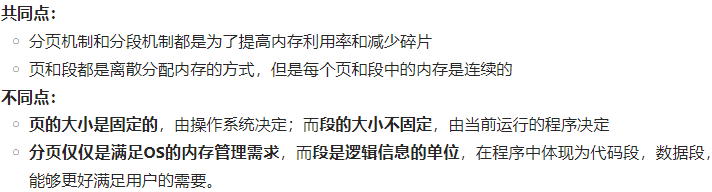 共同点：
分页机制和分段机制都是为了提高内存利用率和减少碎片
页和段都是离散分配内存的方式，但是每个页和段中的内存是连续的
不同点：
页的大小是固定的，由操作系统决定；而段的大小不固定，由当前运行的程序决定
分页仅仅是满足OS的内存管理需求，而段是逻辑信息的单位，在程序中体现为代码段，数据段，
能够更好满足用户的需要。